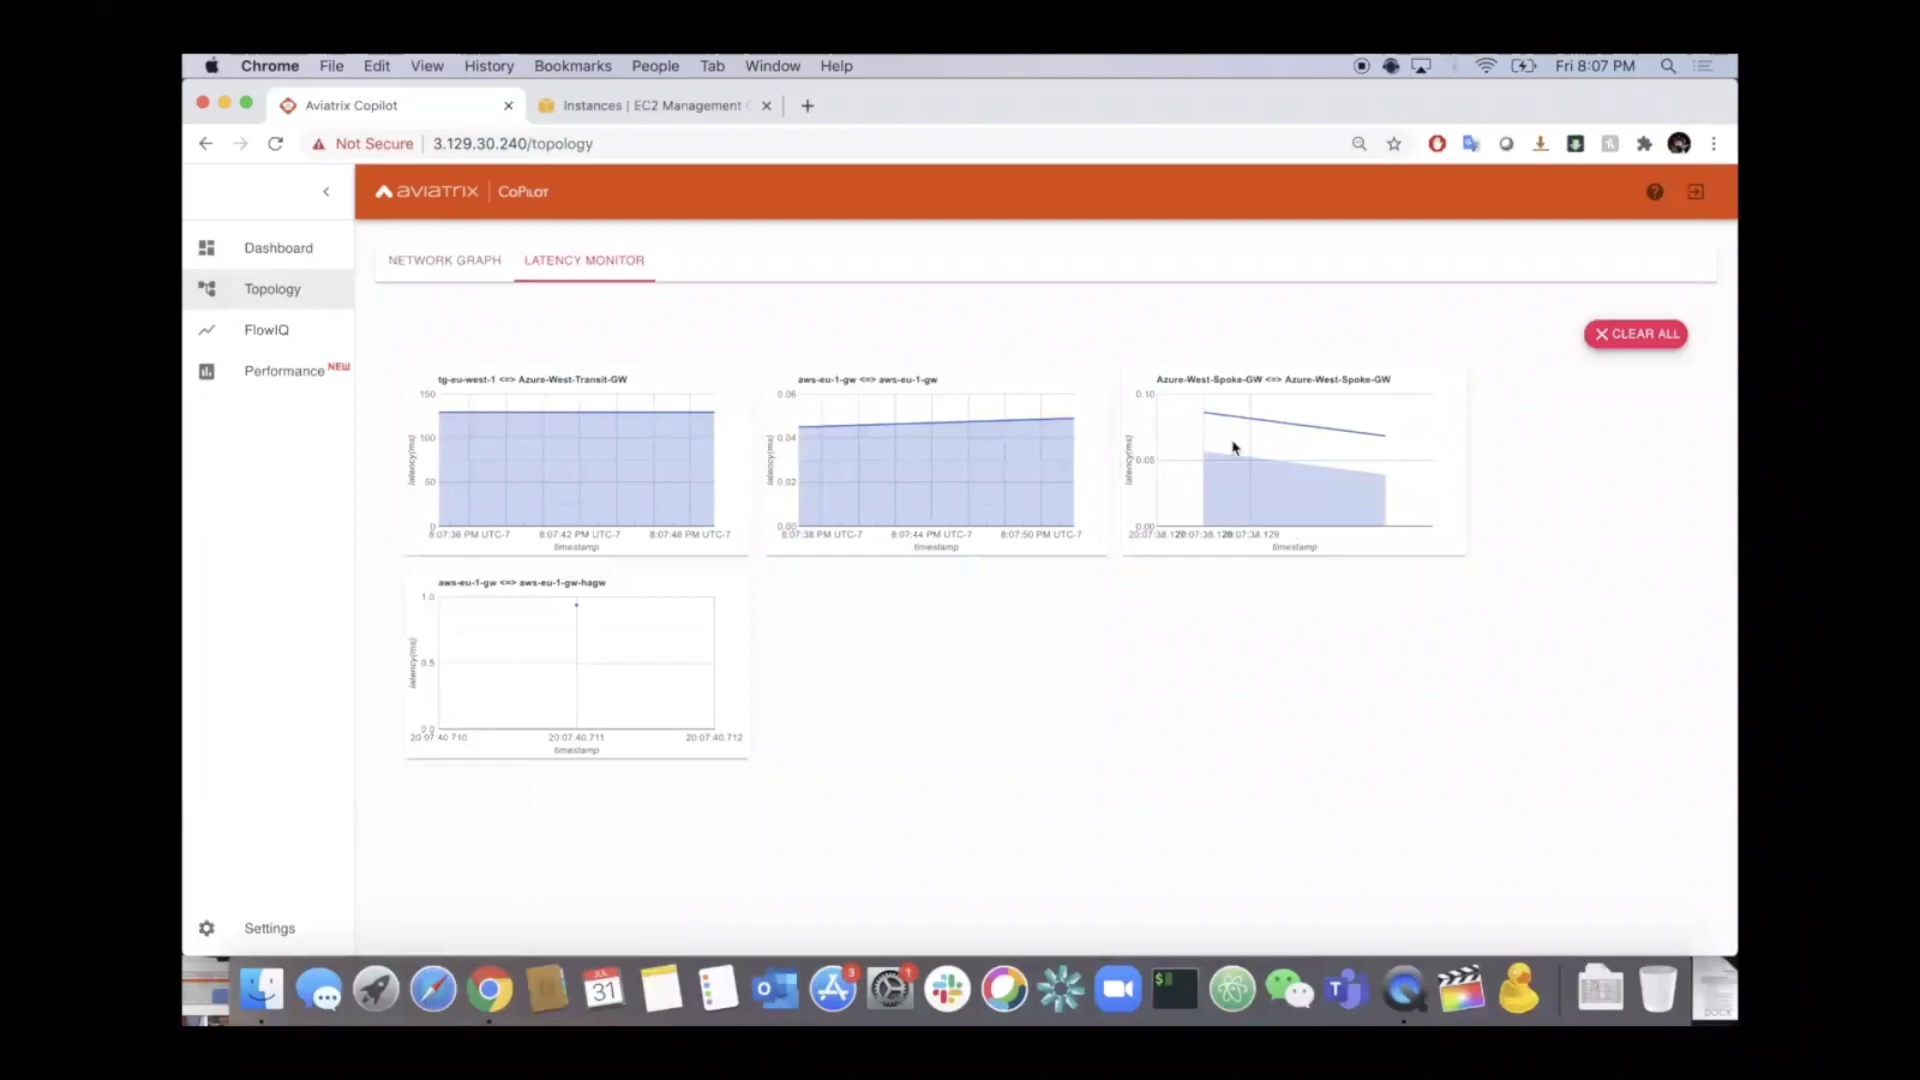 Chrome File Edit View History Bookmarks People Tab Window Help Fri 8:07 PM
Aviatrix Copilot Instances | EC2 Management
Not Secure 3.129.30.240/topology
aviatrix CoPilot
Dashboard
Topology
FlowIQ
Performance NEW
Settings
NETWORK GRAPH LATENCY MONITOR
CLEAR ALL
tg-eu-west-1 <=> Azure-West-Transit-GW
latency(ms)
150
100
50
0
8:07:36 PM UTC-7 8:07:42 PM UTC-7 8:07:48 PM UTC-7
timestamp
aws-eu-1-gw <=> aws-eu-1-gw
latency(ms)
0.06
0.04
0.02
0.00
8:07:38 PM UTC-7 8:07:44 PM UTC-7 8:07:50 PM UTC-7
timestamp
Azure-West-Spoke-GW <=> Azure-West-Spoke-GW
latency(ms)
0.10
0.05
0.00
20:07:38.129
timestamp
aws-eu-1-gw <=> aws-eu-1-gw-hagw
latency(ms)
1.0
0.5
0.0
20:07:40.710 20:07:40.711 20:07:40.712
timestamp
JUL
31
3
1
DOCX